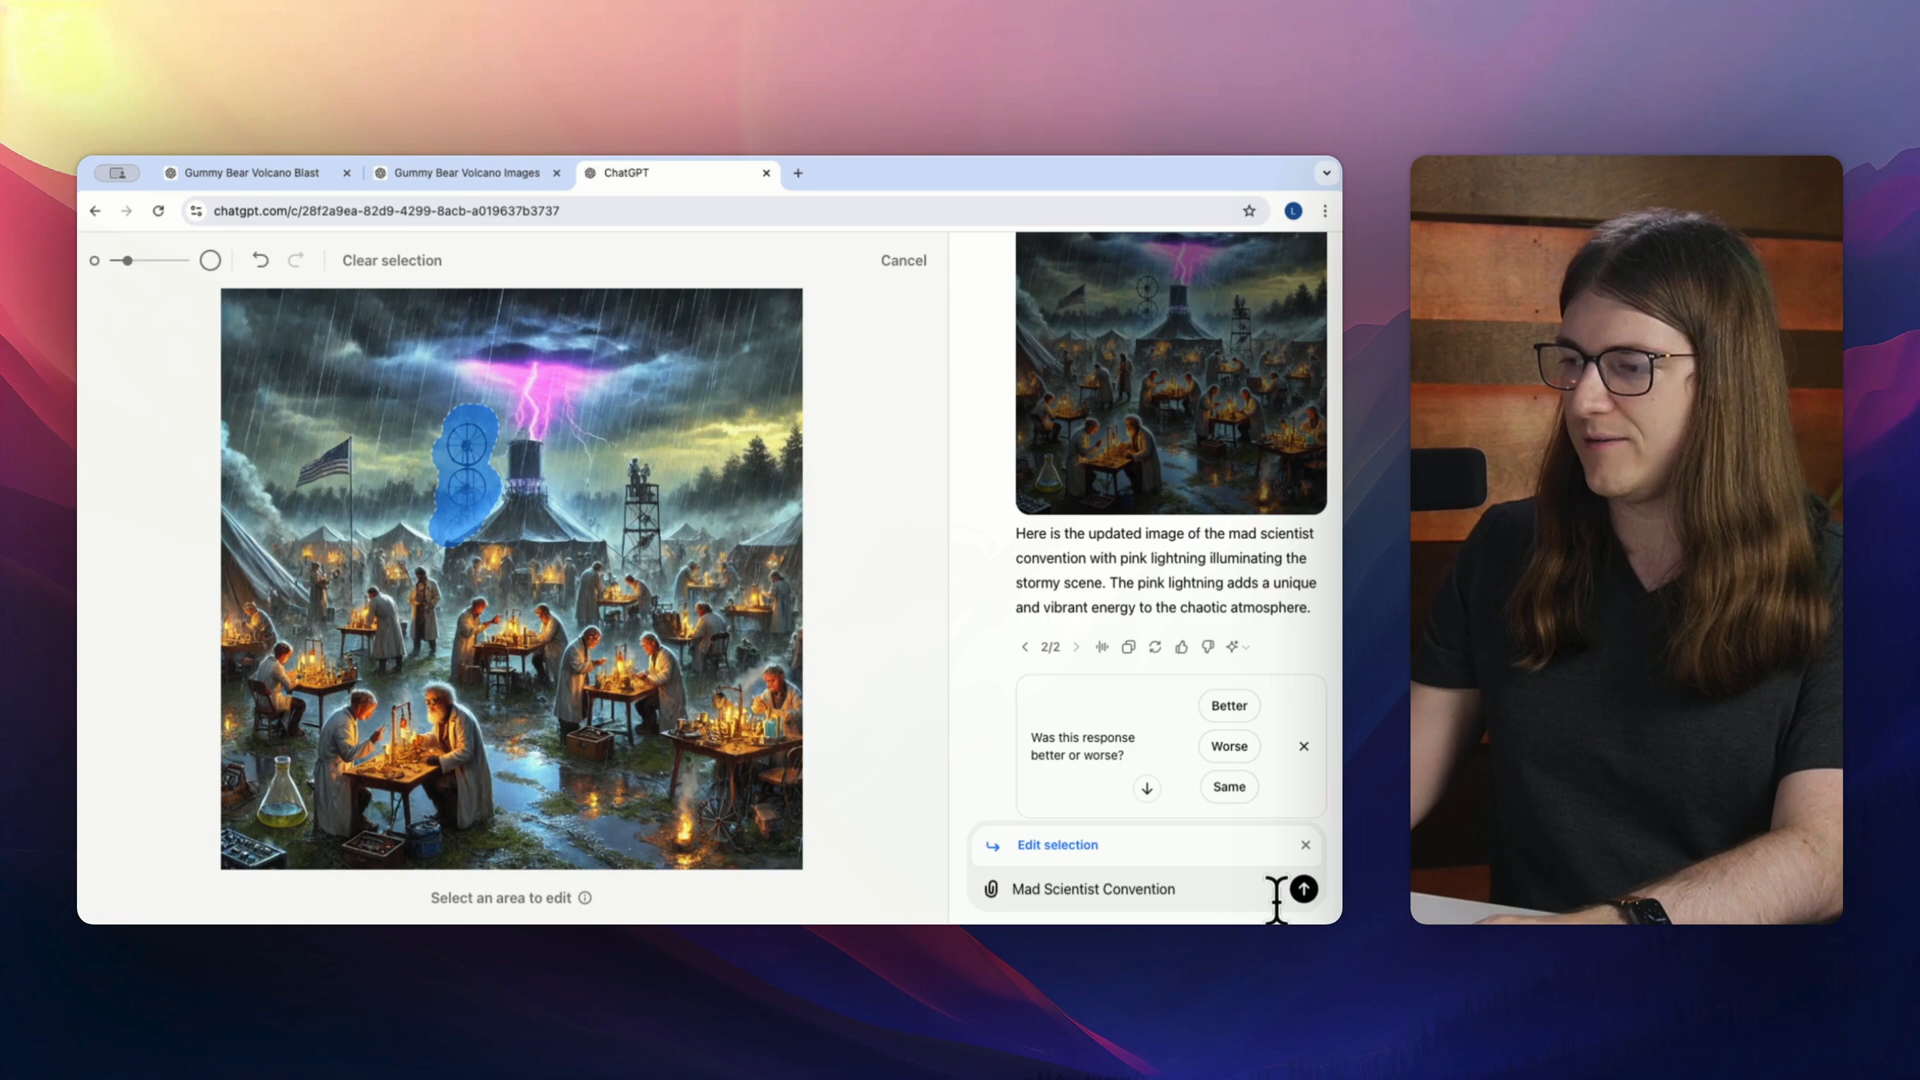 Gummy Bear Volcano Blast
Gummy Bear Volcano Images
ChatGPT
chatgpt.com/c/28f2a9ea-82d9-4299-8acb-a019637b3737
L
Clear selection
Cancel
Here is the updated image of the mad scientist
convention with pink lightning illuminating the
stormy scene. The pink lightning adds a unique
and vibrant energy to the chaotic atmosphere.
2/2
Was this response
better or worse?
Better
Worse
Same
Edit selection
Mad Scientist Convention
Select an area to edit